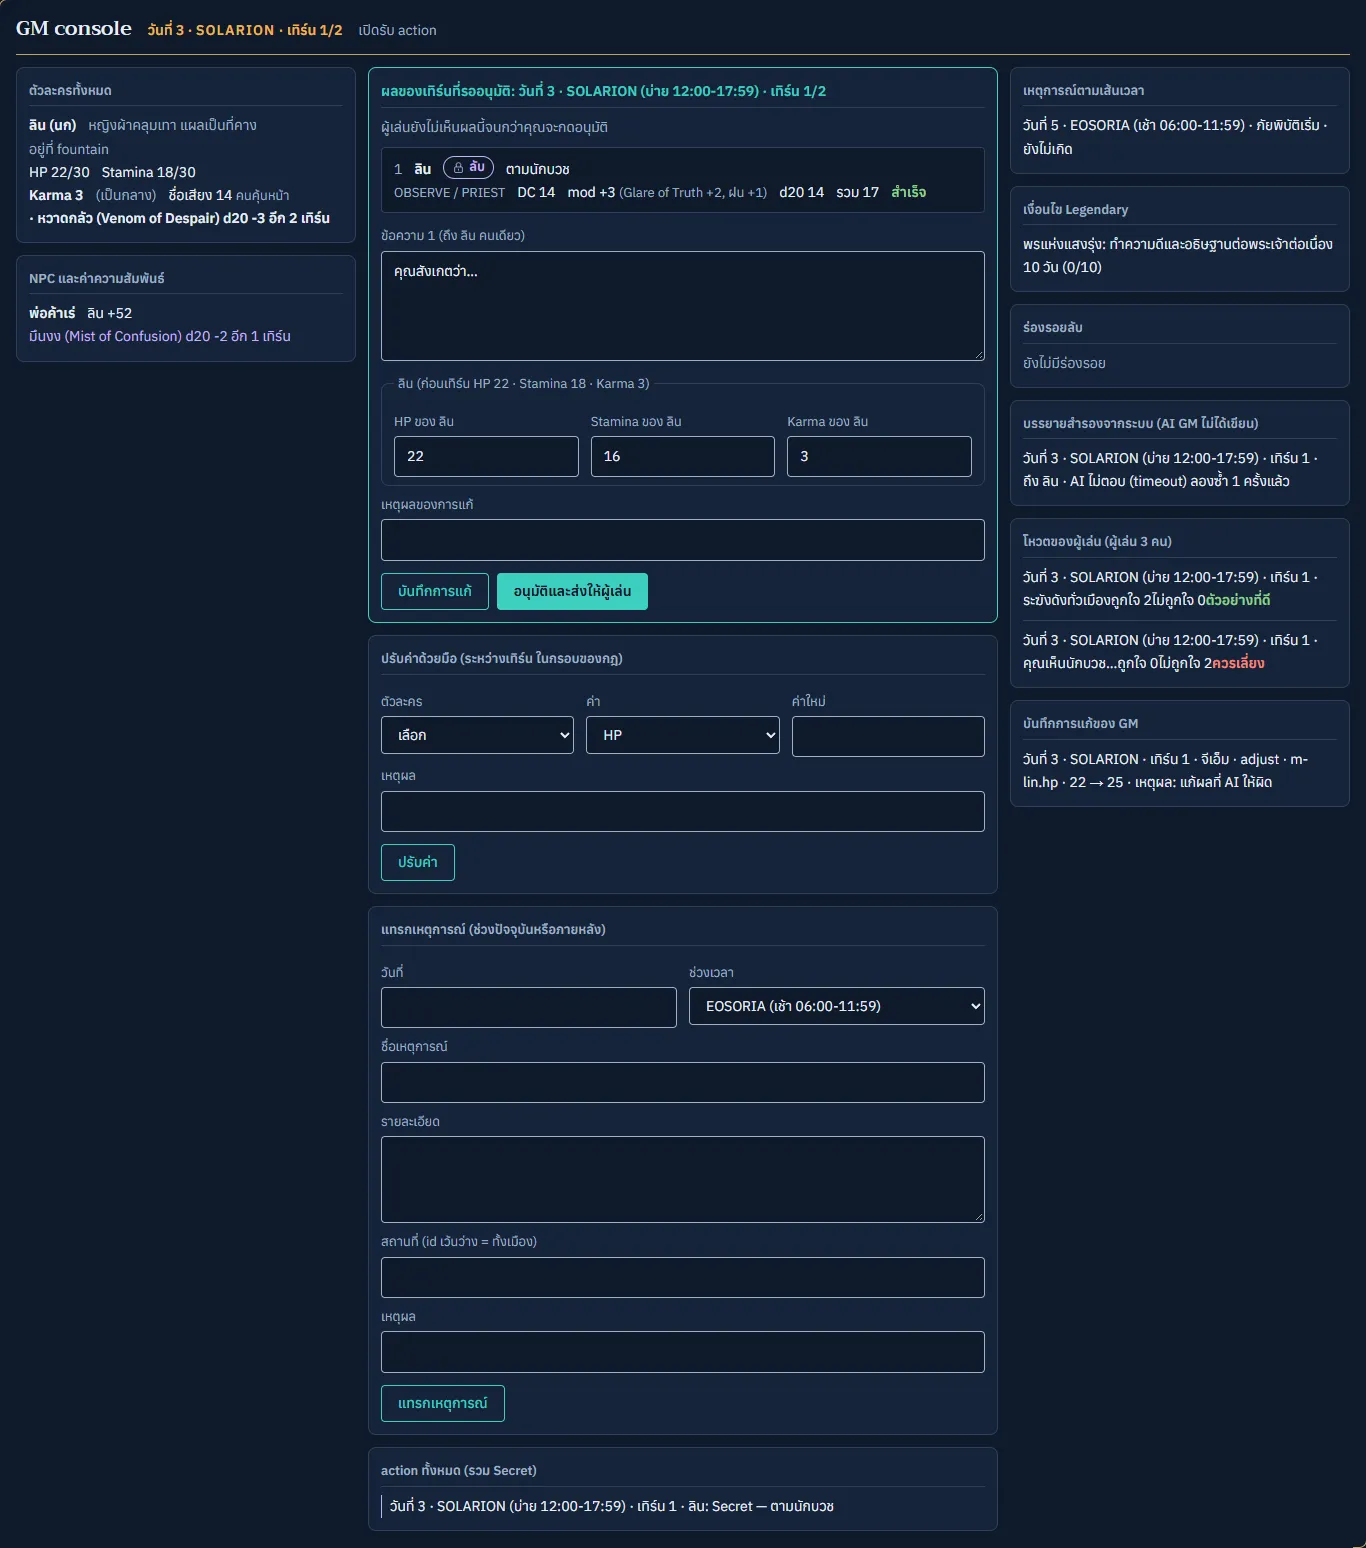 GM console วันที่ 3 · SOLARION · เทิร์น 1/2 เปิดรับ action
ตัวละครทั้งหมด
ลิน (นก) หญิงผ้าคลุมเทา แผลเป็นที่คาง
อยู่ที่ fountain
HP 22/30 Stamina 18/30
Karma 3 (เป็นกลาง) ชื่อเสียง 14 คนคุ้นหน้า
· หวาดกลัว (Venom of Despair) d20 -3 อีก 2 เทิร์น
NPC และค่าความสัมพันธ์
พ่อค้าเร่ ลิน +52
มึนงง (Mist of Confusion) d20 -2 อีก 1 เทิร์น
ผลของเทิร์นที่รออนุมัติ: วันที่ 3 · SOLARION (บ่าย 12:00-17:59) · เทิร์น 1/2
ผู้เล่นยังไม่เห็นผลนี้จนกว่าคุณจะกดอนุมัติ
1 ลิน ลับ ตามนักบวช
OBSERVE / PRIEST DC 14 mod +3 (Glare of Truth +2, ฝน +1) d20 14 รวม 17 สำเร็จ
ข้อความ 1 (ถึง ลิน คนเดียว)
คุณสังเกตว่า...
ลิน (ก่อนเทิร์น HP 22 · Stamina 18 · Karma 3)
HP ของ ลิน Stamina ของ ลิน Karma ของ ลิน
22 16 3
เหตุผลของการแก้
บันทึกการแก้ อนุมัติและส่งให้ผู้เล่น
ปรับค่าด้วยมือ (ระหว่างเทิร์น ในกรอบของกฎ)
ตัวละคร ค่า ค่าใหม่
เลือก HP
เหตุผล
ปรับค่า
แทรกเหตุการณ์ (ช่วงปัจจุบันหรือภายหลัง)
วันที่ ช่วงเวลา
EOSORIA (เช้า 06:00-11:59)
ชื่อเหตุการณ์
รายละเอียด
สถานที่ (id เว้นว่าง = ทั้งเมือง)
เหตุผล
แทรกเหตุการณ์
action ทั้งหมด (รวม Secret)
วันที่ 3 · SOLARION (บ่าย 12:00-17:59) · เทิร์น 1 · ลิน: Secret — ตามนักบวช
เหตุการณ์ตามเส้นเวลา
วันที่ 5 · EOSORIA (เช้า 06:00-11:59) · ภัยพิบัติเริ่ม ·
ยังไม่เกิด
เงื่อนไข Legendary
พรแห่งแสงรุ่ง: ทำความดีและอธิษฐานต่อพระเจ้าต่อเนื่อง
10 วัน (0/10)
ร่องรอยลับ
ยังไม่มีร่องรอย
บรรยายสำรองจากระบบ (AI GM ไม่ได้เขียน)
วันที่ 3 · SOLARION (บ่าย 12:00-17:59) · เทิร์น 1 ·
ถึง ลิน · AI ไม่ตอบ (timeout) ลองซ้ำ 1 ครั้งแล้ว
โหวตของผู้เล่น (ผู้เล่น 3 คน)
วันที่ 3 · SOLARION (บ่าย 12:00-17:59) · เทิร์น 1 ·
ระฆังดังทั่วเมืองถูกใจ 2ไม่ถูกใจ 0ตัวอย่างที่ดี
วันที่ 3 · SOLARION (บ่าย 12:00-17:59) · เทิร์น 1 ·
คุณเห็นนักบวช...ถูกใจ 0ไม่ถูกใจ 2ควรเลี่ยง
บันทึกการแก้ของ GM
วันที่ 3 · SOLARION · เทิร์น 1 · จีเอ็ม · adjust · m-
lin.hp · 22 → 25 · เหตุผล: แก้ผลที่ AI ให้ผิด